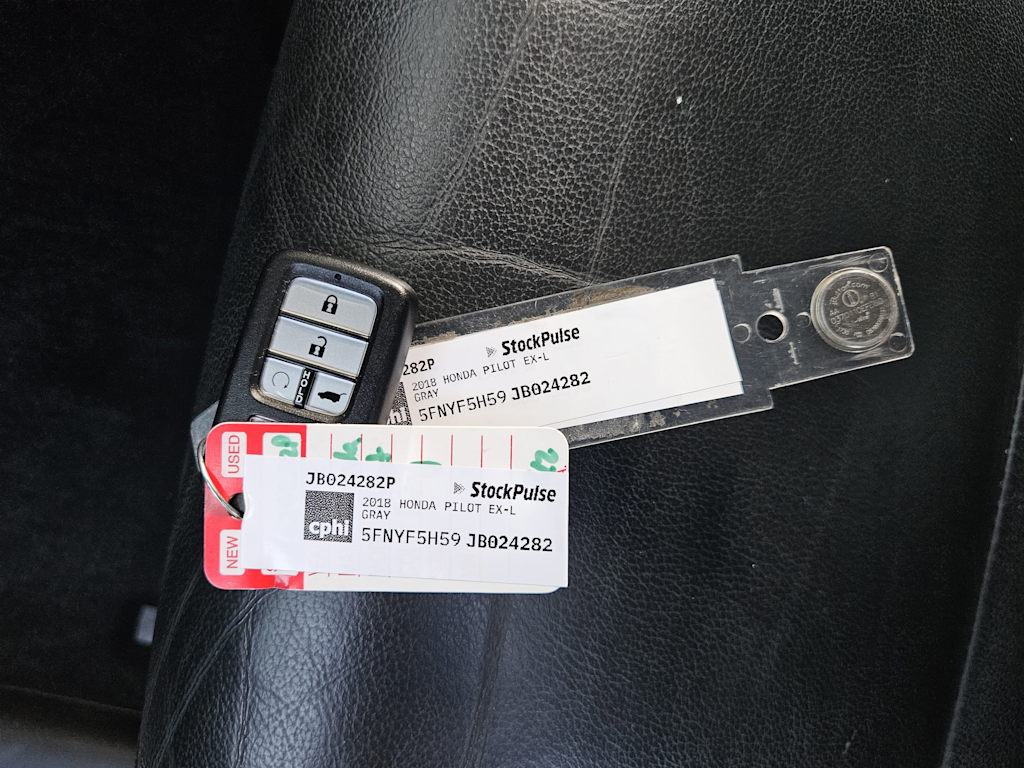 HOLD
282P
StockPulse
2018 HONDA PILOT EX-L
GRAY
5FNYF5H59 JB024282
USED
NEW
JB024282P
StockPulse
2018 HONDA PILOT EX-L
GRAY
cphl
5FNYF5H59 JB024282